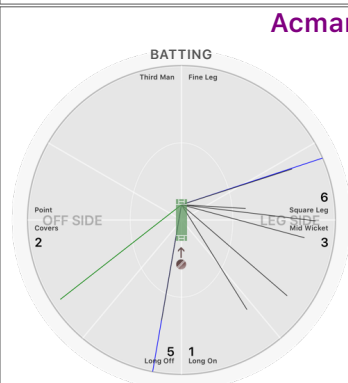 Acmar
BATTING
Third Man Fine Leg
6
Point Square Leg
OFF SIDE LEG SIDE
Covers Mid Wicket
2 3
5 1
Long Off Long On